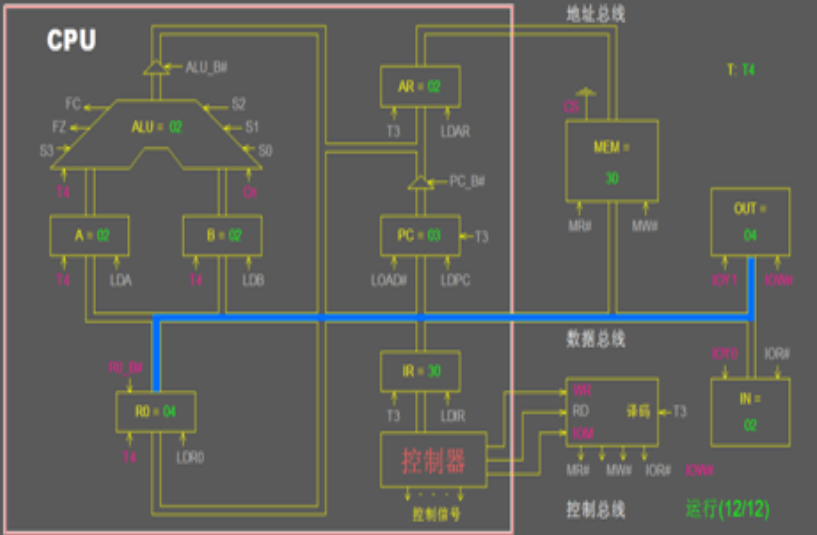 地址总线
CPU
T: T4
ALU_B#
AR = 02
FC
S2
CS
FZ
ALU = 02
S1
T3
LDAR
S3
S0
MEM =
30
T4
Cn
PC_B#
OUT =
04
A = 02
B = 02
PC = 03
T3
MR#
MW#
T4
LDA
T4
LDB
LOAD#
LDPC
IOY1
IOW#
数据总线
R0_B#
IR = 30
IOY0
IOR#
WR
R0 = 04
T3
LDIR
RD
译码
T3
IN =
02
IOM
T4
LDR0
控制器
MR#
MW#
IOR#
IOW#
控制信号
控制总线
运行(12/12)